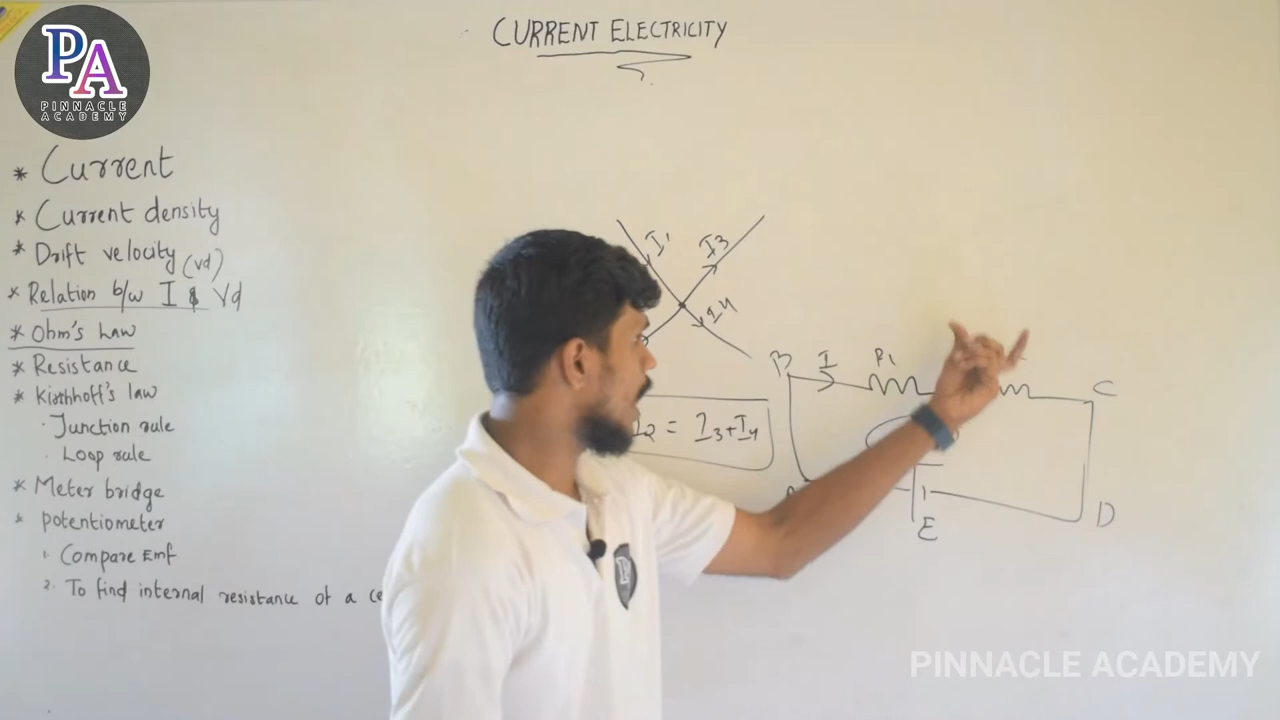 PA
PINNACLE
ACADEMY
CURRENT ELECTRICITY
* Current
* Current density
* Drift velocity (Vd)
* Relation b/w I & Vd
* Ohm's Law
* Resistance
* Kirchhoff's law
· Junction rule
· Loop rule
* Meter bridge
* potentiometer
1. Compare Emf
2. To find internal resistance of a ce
I1
I3
I4
I2 = I3+I4
B I R1 C
E D
PINNACLE ACADEMY